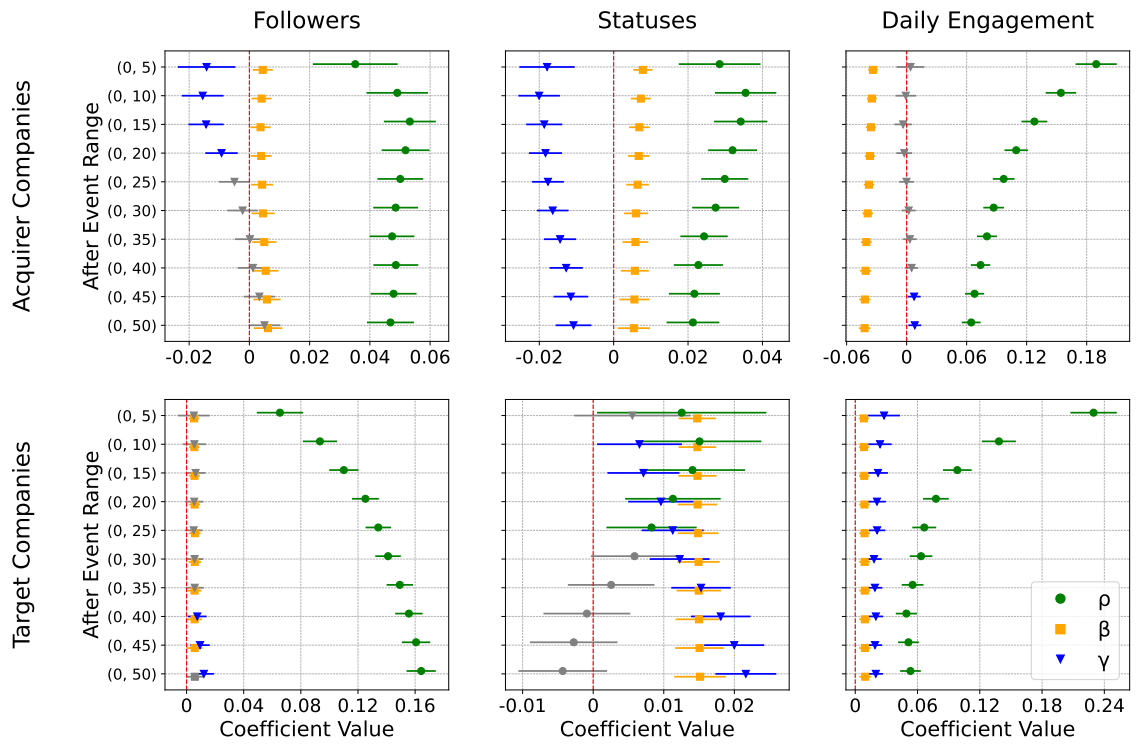 Followers
Statuses
Daily Engagement
Acquirer Companies
After Event Range
(0, 5)
(0, 10)
(0, 15)
(0, 20)
(0, 25)
(0, 30)
(0, 35)
(0, 40)
(0, 45)
(0, 50)
-0.02 0 0.02 0.04 0.06
-0.02 0 0.02 0.04
-0.06 0 0.06 0.12 0.18
Target Companies
After Event Range
(0, 5)
(0, 10)
(0, 15)
(0, 20)
(0, 25)
(0, 30)
(0, 35)
(0, 40)
(0, 45)
(0, 50)
ρ
β
γ
0 0.04 0.08 0.12 0.16
-0.01 0 0.01 0.02
0 0.06 0.12 0.18 0.24
Coefficient Value
Coefficient Value
Coefficient Value